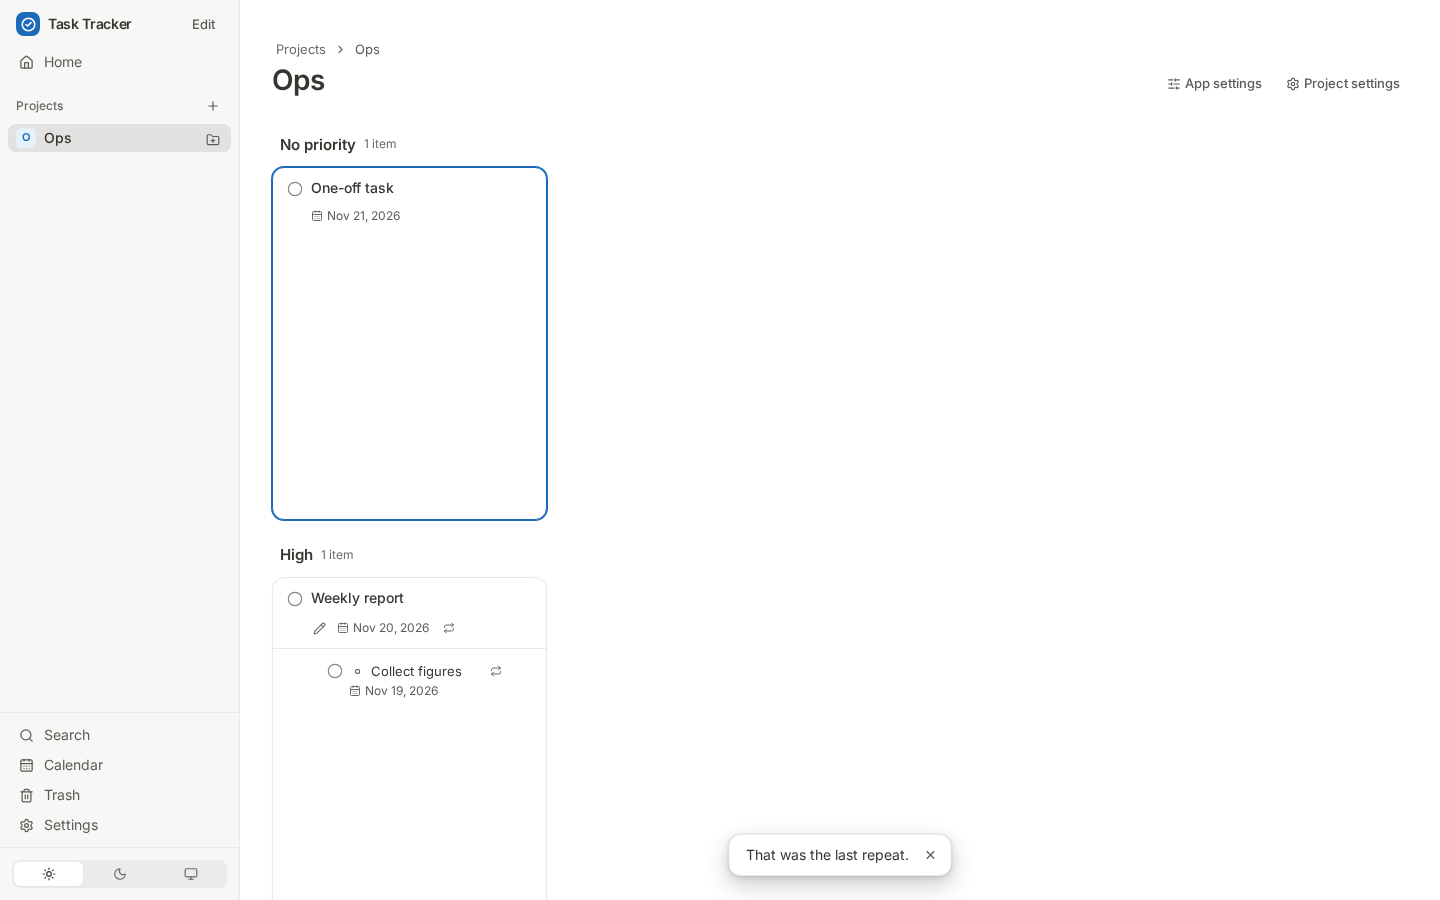 Task Tracker
Edit
Home
Projects
O
Ops
Search
Calendar
Trash
Settings
Projects
Ops
Ops
App settings
Project settings
No priority
1 item
One-off task
Nov 21, 2026
High
1 item
Weekly report
Nov 20, 2026
Collect figures
Nov 19, 2026
That was the last repeat.